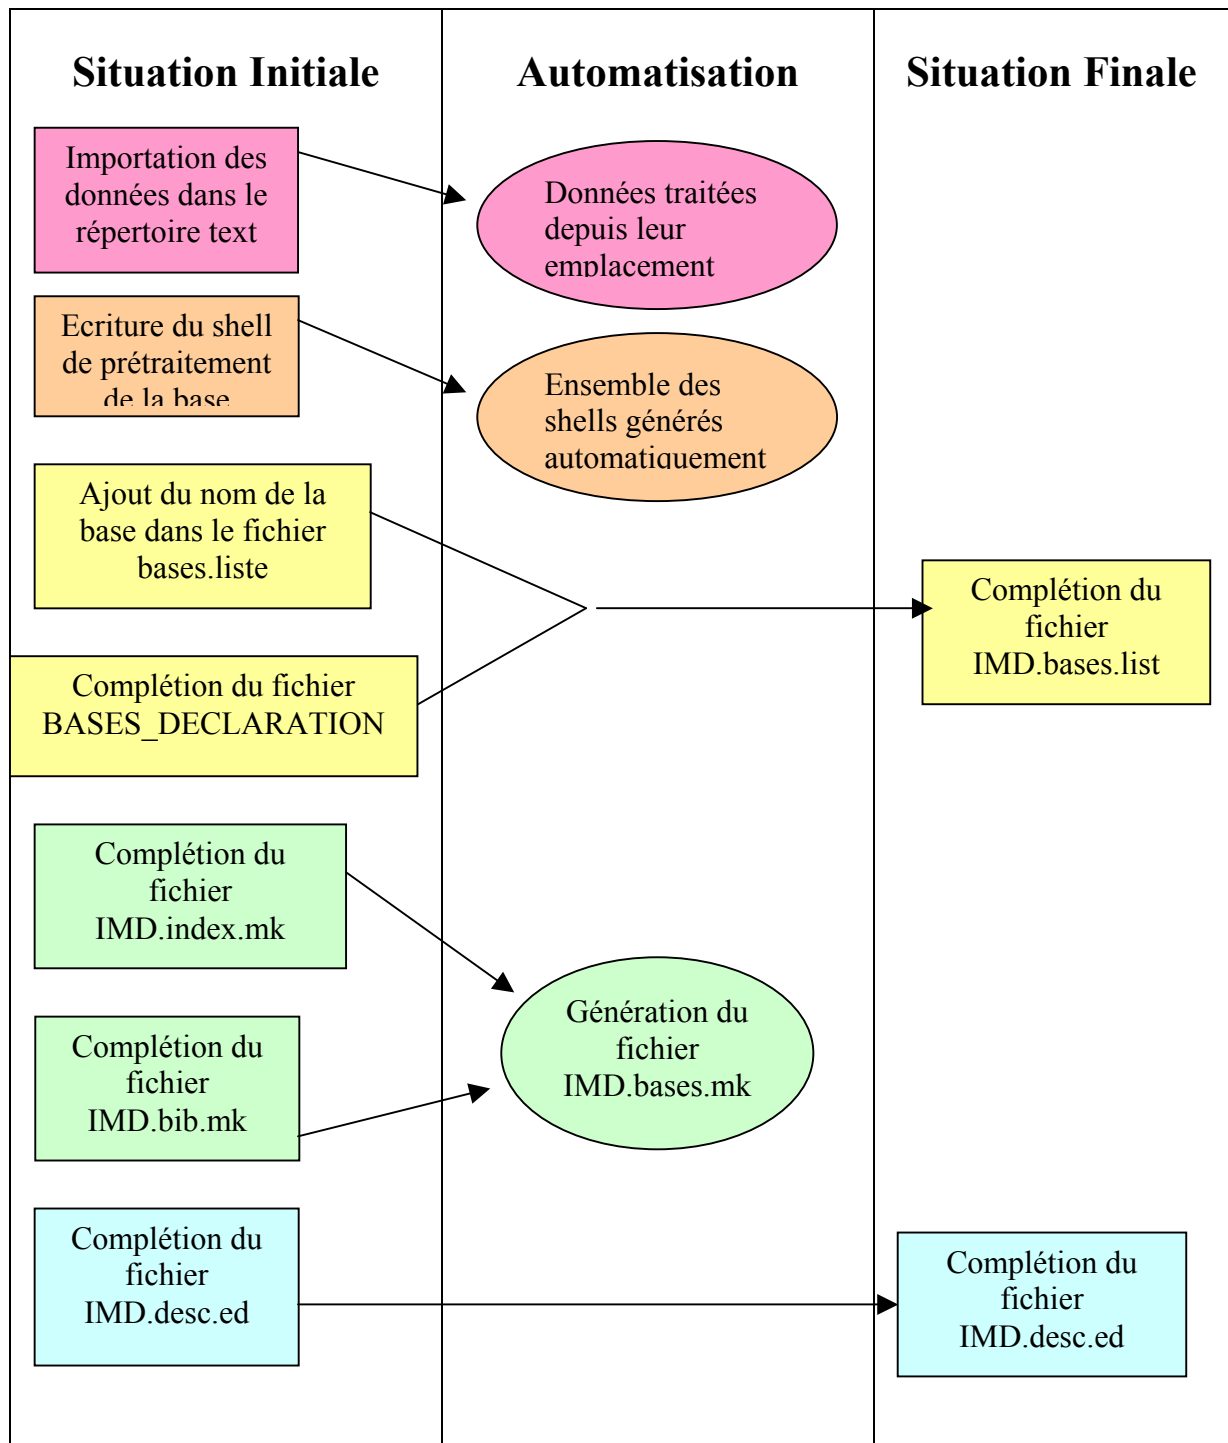 Situation Initiale
Automatisation
Situation Finale
Importation des
données dans le
répertoire text
Données traitées
depuis leur
emplacement
Ecriture du shell
de prétraitement
de la base
Ensemble des
shells générés
automatiquement
Ajout du nom de la
base dans le fichier
bases.liste
Complétion du
fichier
IMD.bases.list
Complétion du fichier
BASES_DECLARATION
Complétion du
fichier
IMD.index.mk
Génération du
fichier
IMD.bases.mk
Complétion du
fichier
IMD.bib.mk
Complétion du
fichier
IMD.desc.ed
Complétion du
fichier
IMD.desc.ed